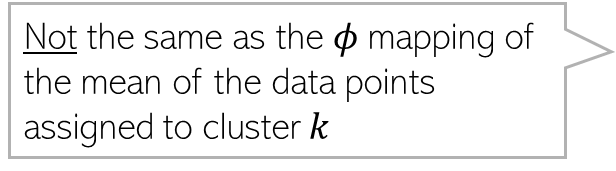 Not the same as the ϕ mapping of
the mean of the data points
assigned to cluster k